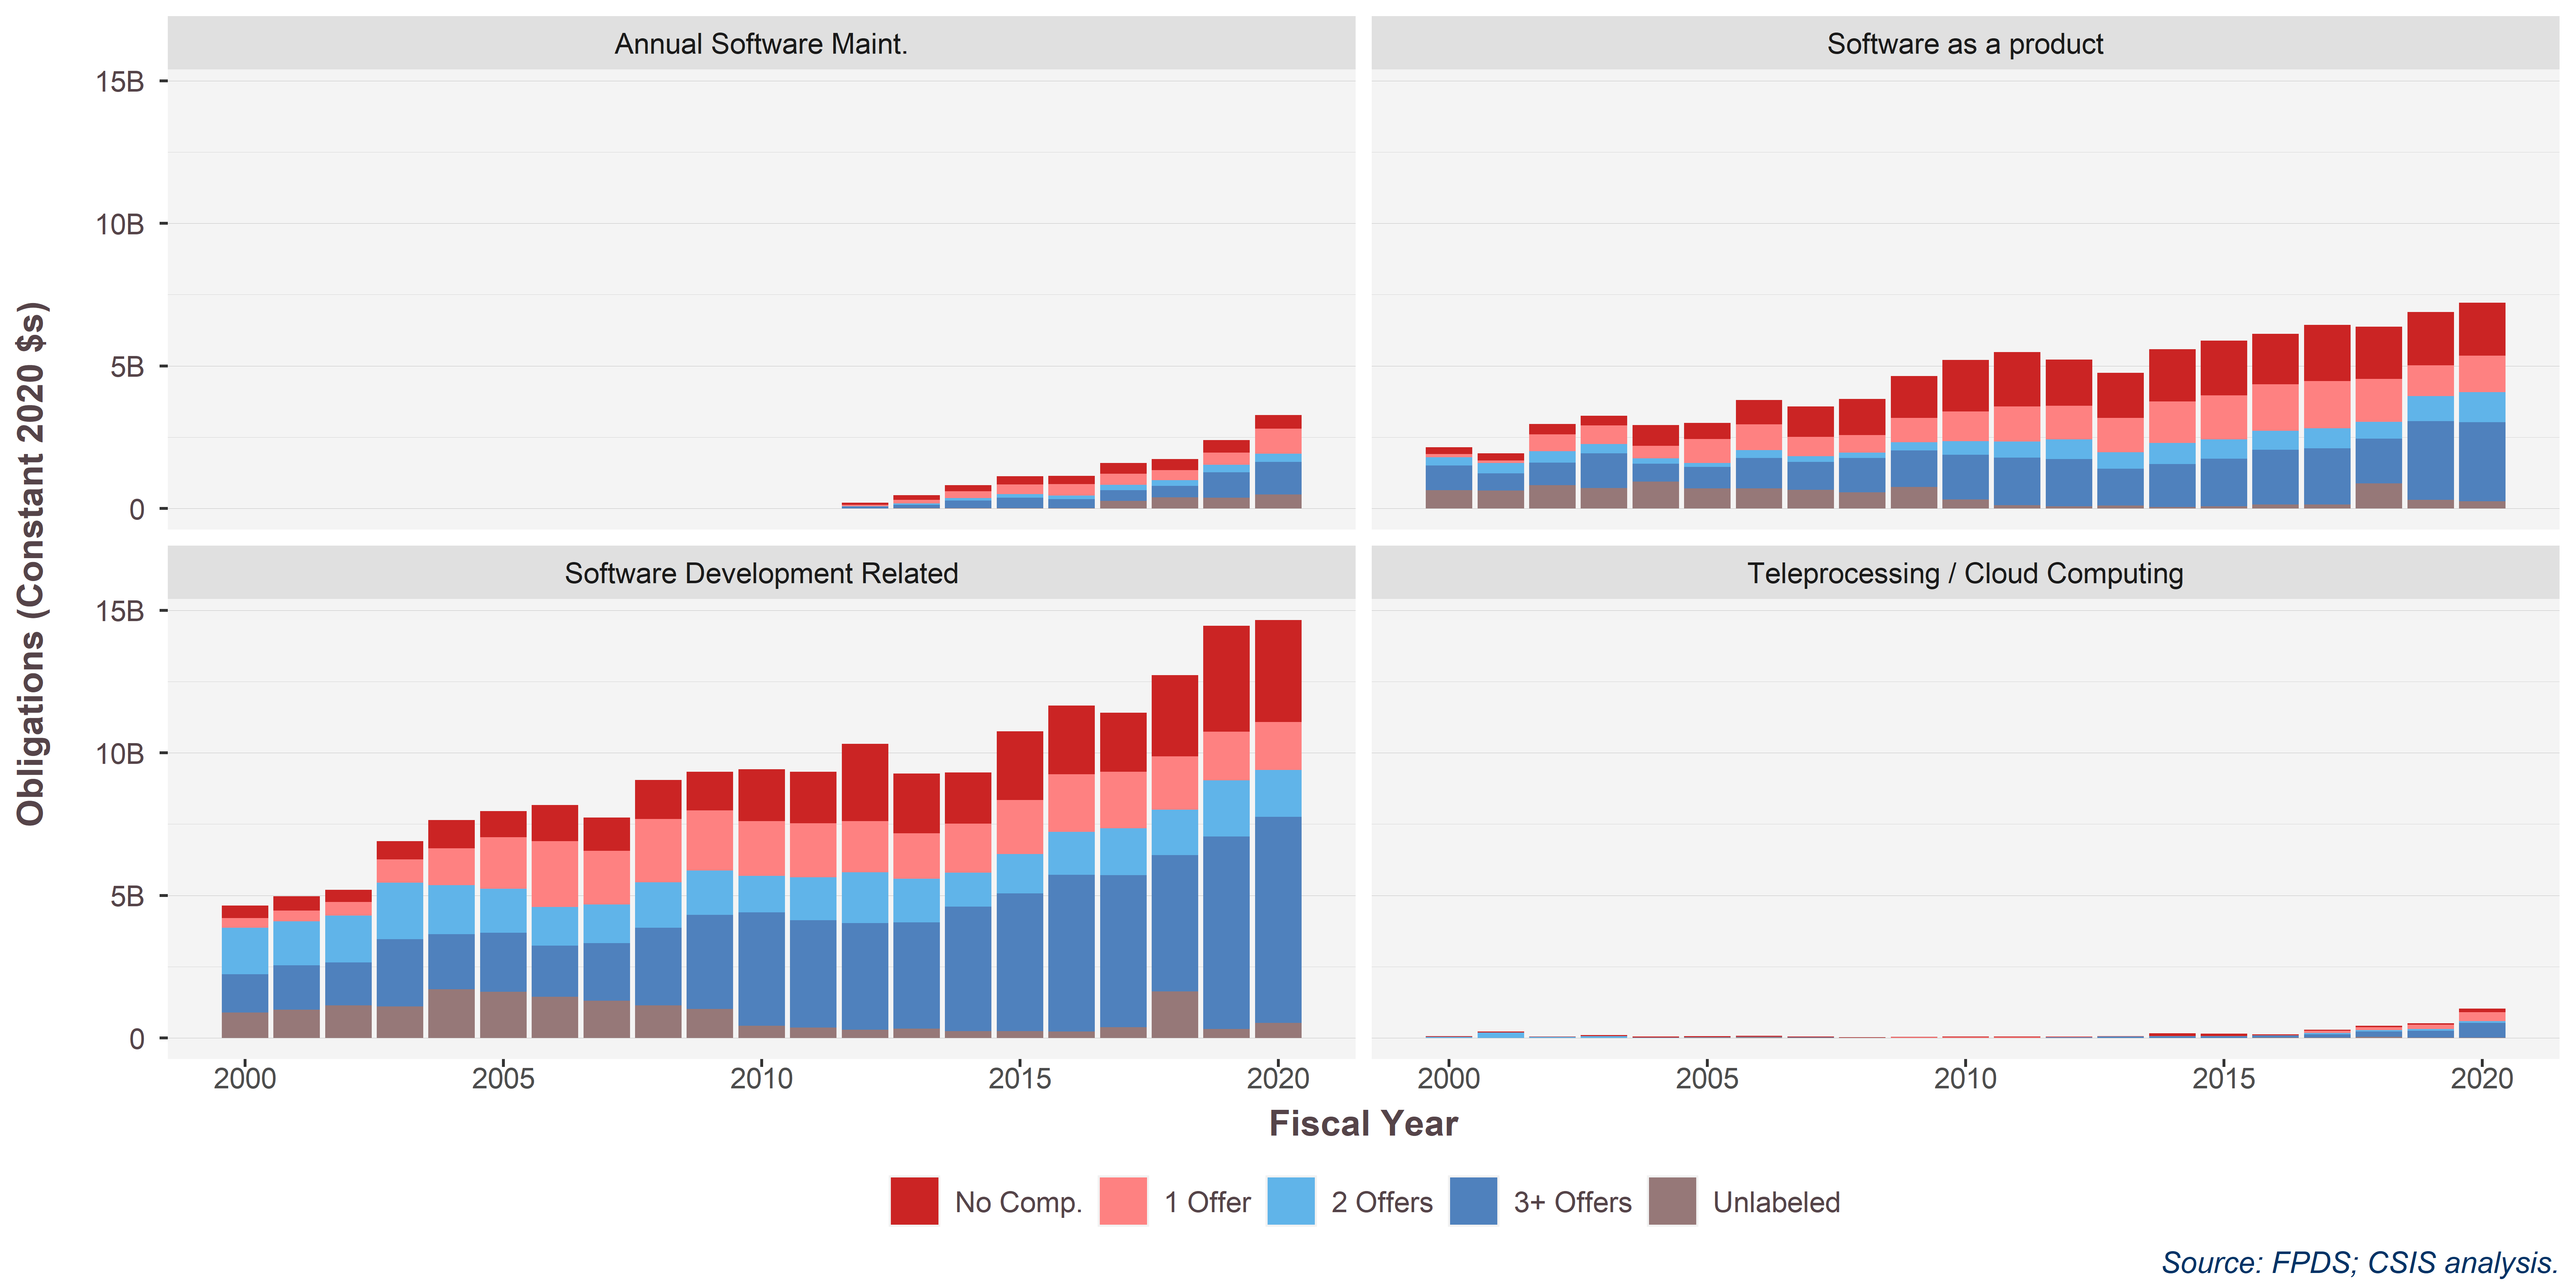 Annual Software Maint.
Software as a product
15B
10B
5B
0
Software Development Related
Teleprocessing / Cloud Computing
15B
10B
5B
0
Obligations (Constant 2020 $s)
2000 2005 2010 2015 2020
2000 2005 2010 2015 2020
Fiscal Year
No Comp. 1 Offer 2 Offers 3+ Offers Unlabeled
Source: FPDS; CSIS analysis.